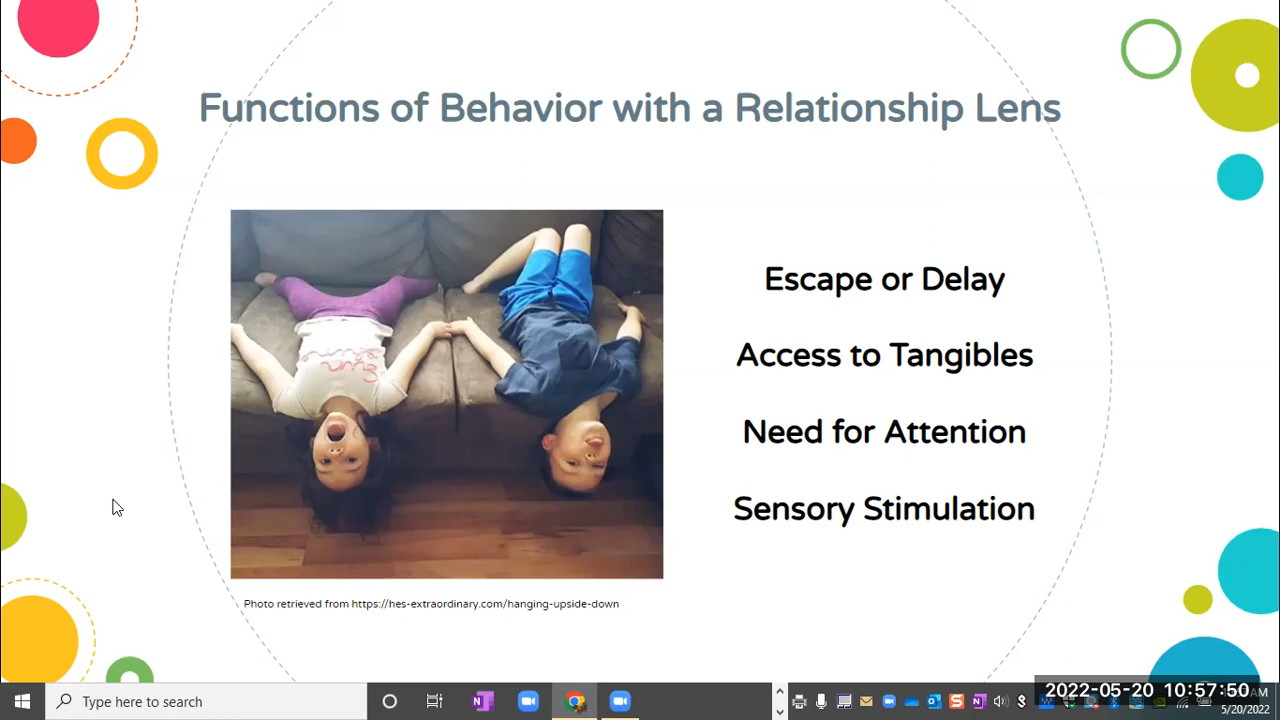 Functions of Behavior with a Relationship Lens
Escape or Delay
Access to Tangibles
Need for Attention
Sensory Stimulation
Photo retrieved from https://hes-extraordinary.com/hanging-upside-down
Type here to search
2022-05-20 10:57:50
AM
5/20/2022